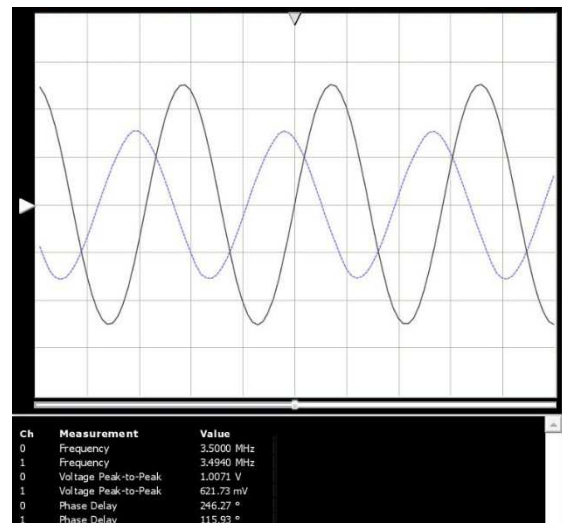 Ch Measurement Value
0 Frequency 3.5000 MHz
1 Frequency 3.4940 MHz
0 Voltage Peak-to-Peak 1.0071 V
1 Voltage Peak-to-Peak 621.73 mV
0 Phase Delay 246.27 °
1 Phase Delay 115.93 °